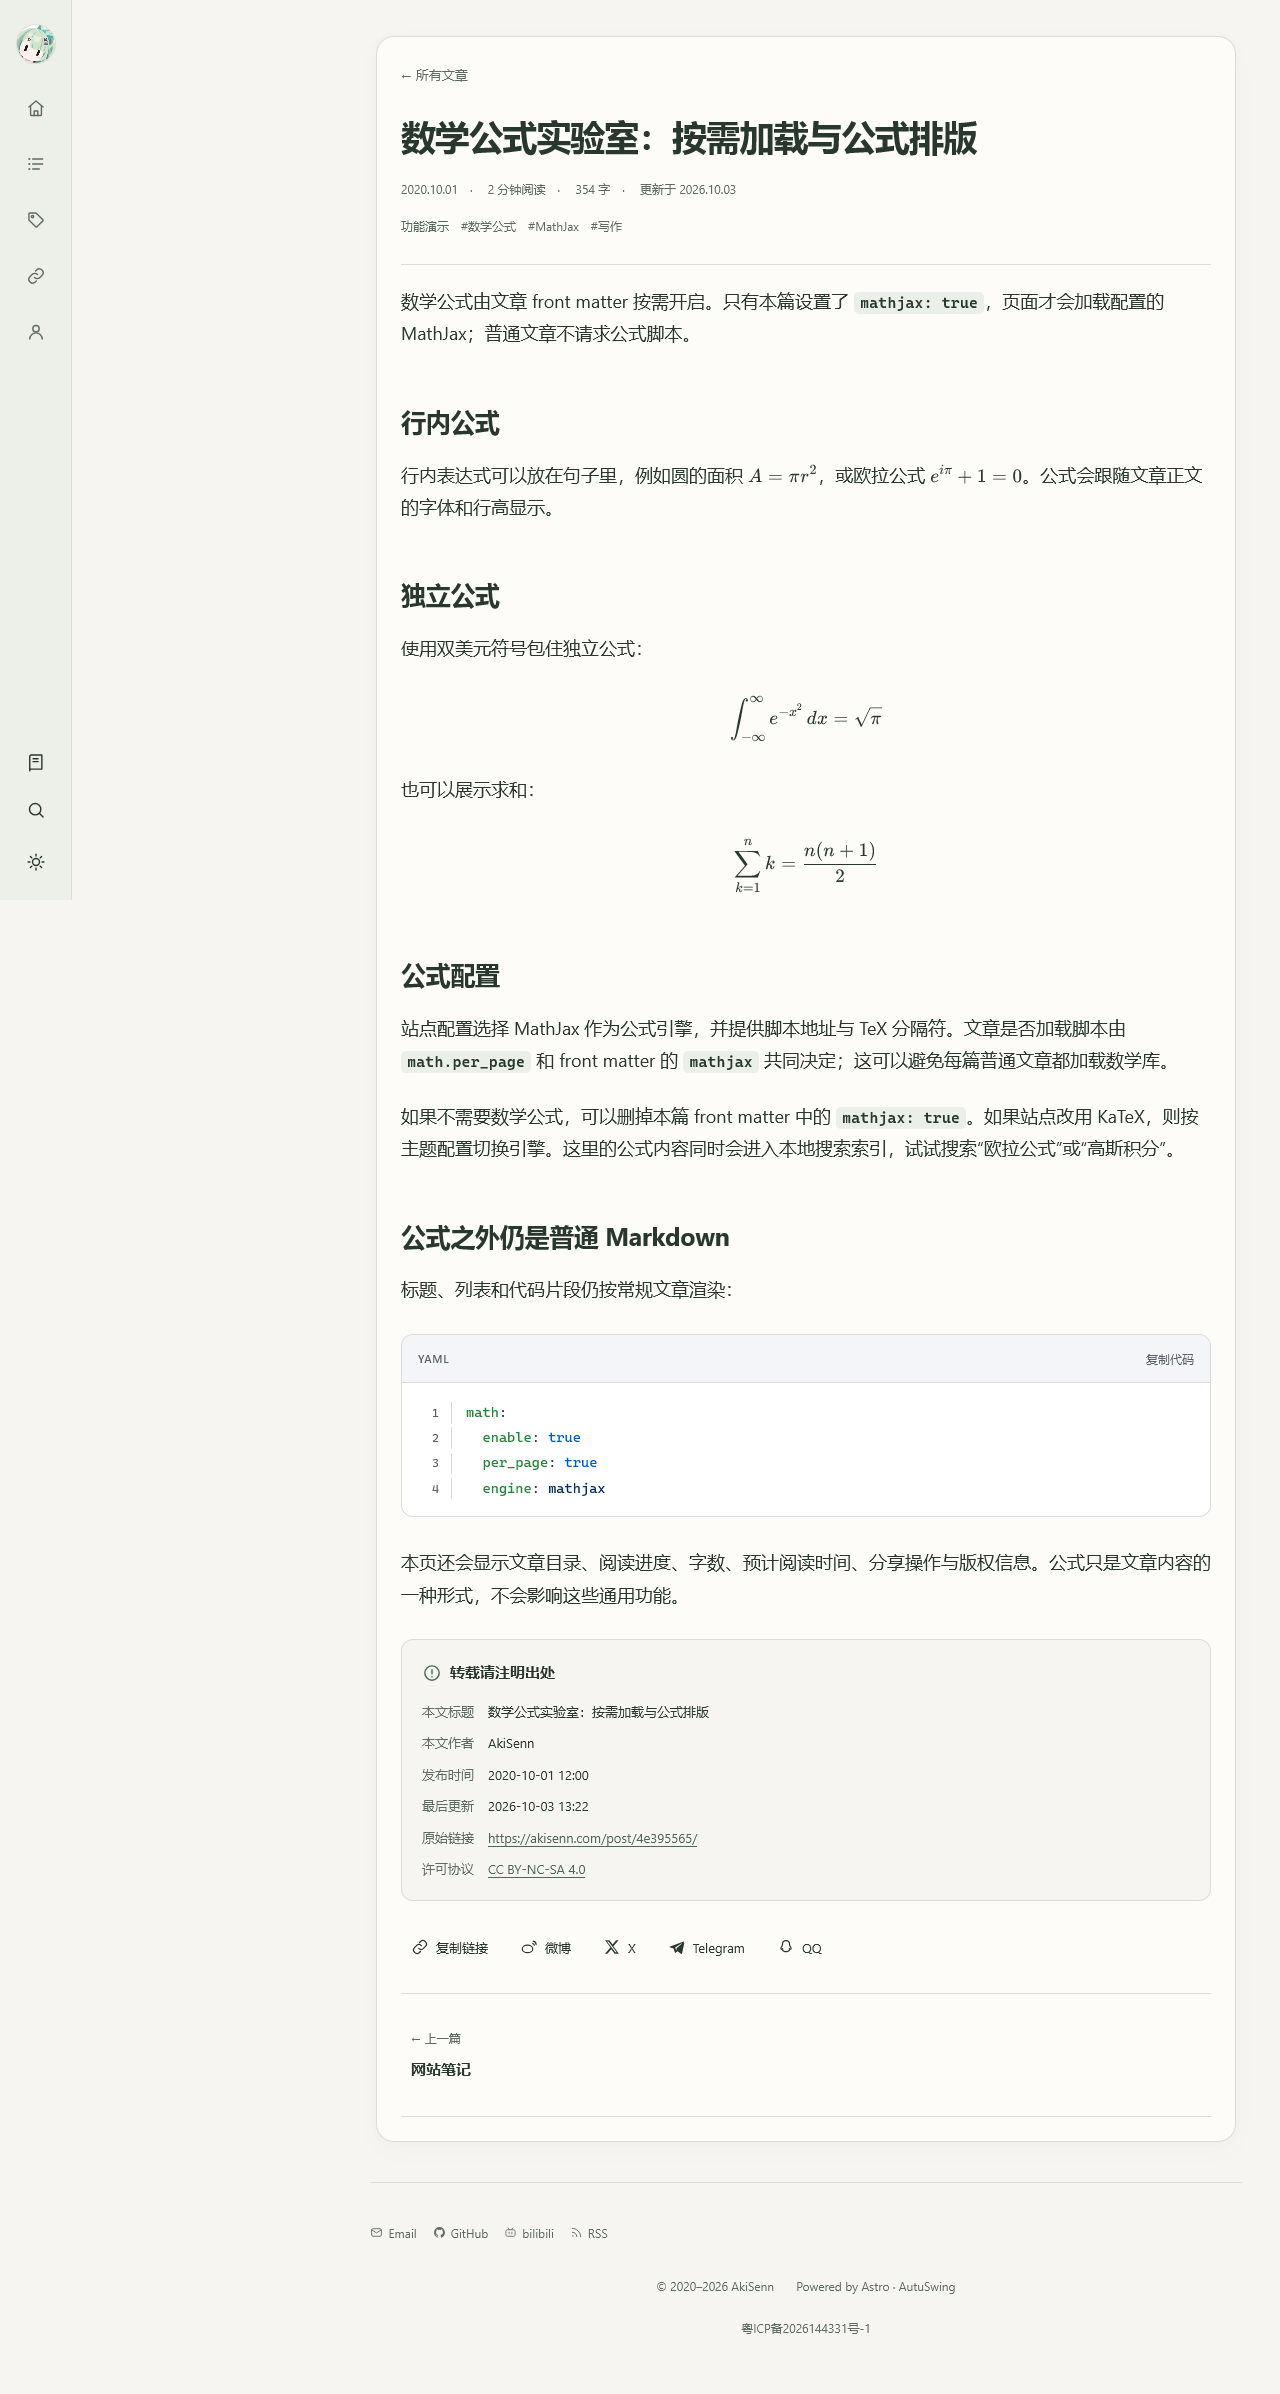 ← 所有文章
数学公式实验室：按需加载与公式排版
2020.10.01 · 2 分钟阅读 · 354 字 · 更新于 2026.10.03
功能演示 #数学公式 #MathJax #写作
数学公式由文章 front matter 按需开启。只有本篇设置了 mathjax: true，页面才会加载配置的
MathJax；普通文章不请求公式脚本。
行内公式
行内表达式可以放在句子里，例如圆的面积 A = πr²，或欧拉公式 e^{iπ} + 1 = 0。公式会跟随文章正文
的字体和行高显示。
独立公式
使用双美元符号包住独立公式：
∫_{−∞}^{∞} e^{−x²} dx = √π
也可以展示求和：
∑_{k=1}^{n} k = n(n + 1)/2
公式配置
站点配置选择 MathJax 作为公式引擎，并提供脚本地址与 TeX 分隔符。文章是否加载脚本由
math.per_page 和 front matter 的 mathjax 共同决定；这可以避免每篇普通文章都加载数学库。
如果不需要数学公式，可以删掉本篇 front matter 中的 mathjax: true。如果站点改用 KaTeX，则按
主题配置切换引擎。这里的公式内容同时会进入本地搜索索引，试试搜索“欧拉公式”或“高斯积分”。
公式之外仍是普通 Markdown
标题、列表和代码片段仍按常规文章渲染：
YAML 复制代码
1 math:
2   enable: true
3   per_page: true
4   engine: mathjax
本页还会显示文章目录、阅读进度、字数、预计阅读时间、分享操作与版权信息。公式只是文章内容的
一种形式，不会影响这些通用功能。
转载请注明出处
本文标题 数学公式实验室：按需加载与公式排版
本文作者 AkiSenn
发布时间 2020-10-01 12:00
最后更新 2026-10-03 13:22
原始链接 https://akisenn.com/post/4e395565/
许可协议 CC BY-NC-SA 4.0
复制链接 微博 X Telegram QQ
← 上一篇
网站笔记
Email GitHub bilibili RSS
© 2020–2026 AkiSenn Powered by Astro · AutuSwing
粤ICP备2026144331号-1